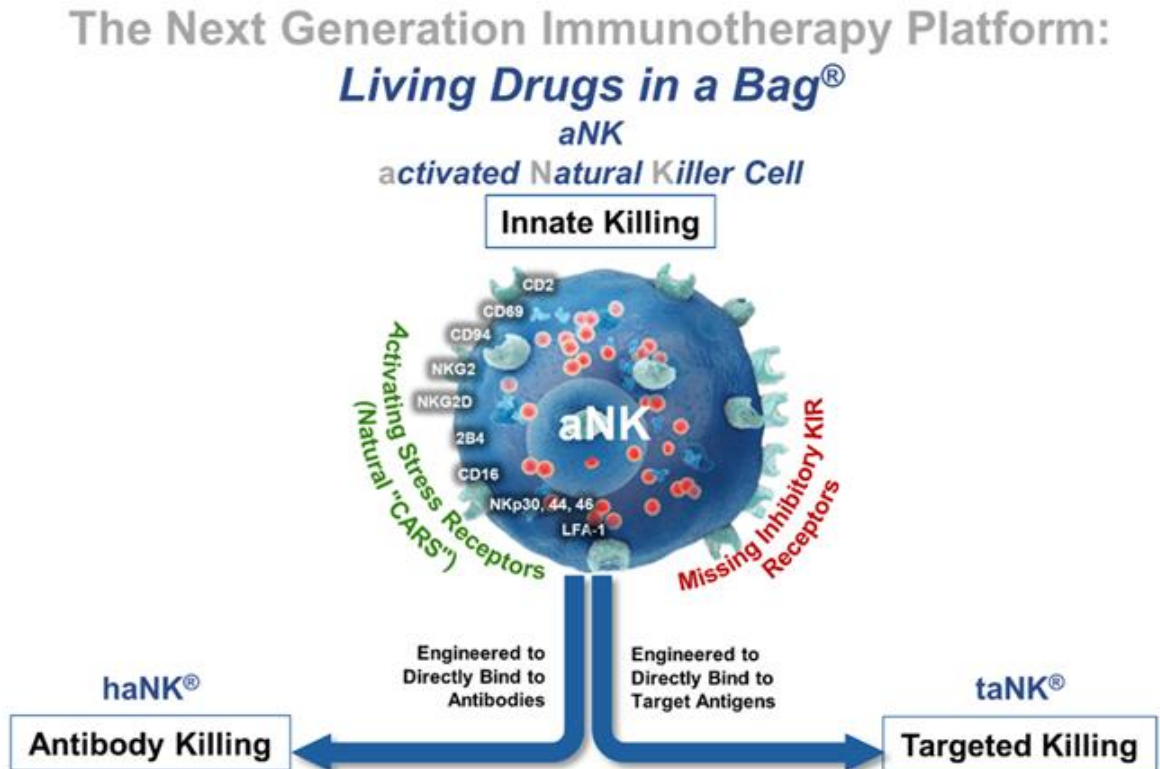 The Next Generation Immunotherapy Platform:
Living Drugs in a Bag®
aNK
activated Natural Killer Cell
Innate Killing
CD2
CD69
CD94
NKG2
NKG2D
2B4
CD16
NKp30, 44, 46
LFA-1
aNK
Activating Stress Receptors
(Natural "CARS")
Missing Inhibitory KIR
Receptors
Engineered to
Directly Bind to
Antibodies
Engineered to
Directly Bind to
Target Antigens
haNK®
Antibody Killing
taNK®
Targeted Killing